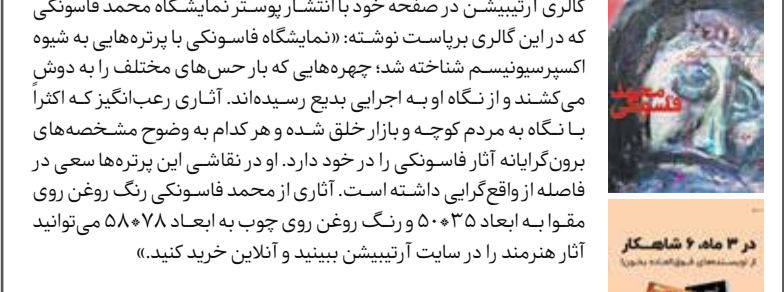 گالری آرتیبیشن در صفحه خود با انتشار پوستر نمایشگاه محمد فاسونکی
که در این گالری برپاست نوشته: «نمایشگاه فاسونکی با پرتره‌هایی به شیوه
اکسپرسیونیسم شناخته شد؛ چهره‌هایی که بار حس‌های مختلف را به دوش
می‌کشند و از نگاه او به اجرایی بدیع رسیده‌اند. آثاری رعب‌انگیز که اکثراً
با نگاه به مردم کوچه و بازار خلق شده و هر کدام به وضوح مشخصه‌های
برون‌گرایانه آثار فاسونکی را در خود دارد. او در نقاشی این پرتره‌ها سعی در
فاصله از واقع‌گرایی داشته است. آثاری از محمد فاسونکی رنگ روغن روی
مقوا به ابعاد ۳۵*۵۰ و رنگ روغن روی چوب به ابعاد ۷۸*۵۸ می‌توانید
آثار هنرمند را در سایت آرتیبیشن ببینید و آنلاین خرید کنید.»
محمد
فاسونکی
در ۳ ماه، ۶ شاهکار
از نویسنده‌های فوق‌العاده بخون!